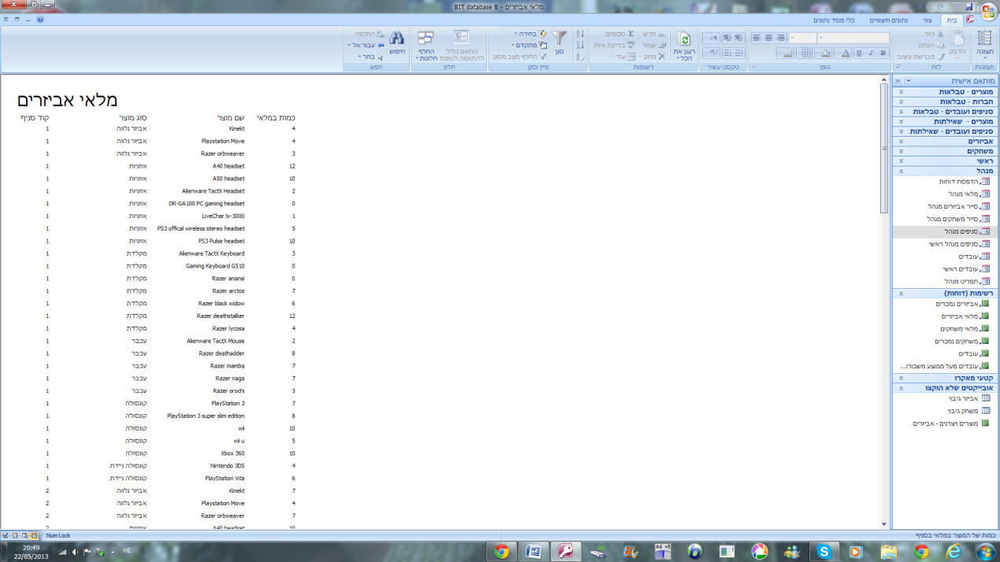 מלאי אביזרים - BIT database 8
בית צור נתונים חיצוניים כלי מסד נתונים
תצוגה
תצוגות
הדבק
גזור
העתק
מברשת עיצוב
לוח
B I U A
גופן
טקסט עשיר
רענן את הכל
חדש
שמור
מחק
סכומים
בדיקת איות
עוד
רשומות
סנן
בחירה
מתקדם
החלף מצב מסנן
מיין וסנן
התאם גודל להתאמה לטופס
החלף חלונות
חלון
חיפוש
החלפה
עבור אל
בחר
חפש
מותאם אישית
מוצרים - טבלאות
חברות - טבלאות
סניפים ועובדים - טבלאות
מוצרים - שאילתות
סניפים ועובדים - שאילתות
אביזרים
משחקים
ראשי
מנהל
הדפסת דוחות
מלאי מנהל
סייר אביזרים מנהל
סייר משחקים מנהל
סניפים מנהל
סניפים מנהל ראשי
עובדים
עובדים ראשי
תפריט מנהל
רשימות (דוחות)
אביזרים נמכרים
מלאי אביזרים
מלאי משחקים
משחקים נמכרים
עובדים
עובדים מעל ממוצע משכורו...
קטעי מאקרו
אובייקטים שלא הוקצו
אביזר גיבוי
משחק גיבוי
מוצרים ויצרנים - אביזרים
מלאי אביזרים
כמות במלאי שם מוצר סוג מוצר קוד סניף
4 Kinekt אביזר נלווה 1
4 Playstation Move אביזר נלווה 1
3 Razer orbweaver אביזר נלווה 1
12 A40 headset אוזניות 1
10 A50 headset אוזניות 1
2 Alienware TactX Headset אוזניות 1
0 DR-GA100 PC gaming headset אוזניות 1
1 LiveChar lx-3000 אוזניות 1
5 PS3 offical wireless stereo headset אוזניות 1
10 PS3 Pulse headset אוזניות 1
3 Alienware TactX Keyboard מקלדת 1
0 Gaming Keyboard G510 מקלדת 1
0 Razer anansi מקלדת 1
7 Razer arctos מקלדת 1
6 Razer black widow מקלדת 1
12 Razer deathstalker מקלדת 1
4 Razer lycosa מקלדת 1
2 Alienware TactX Mouse עכבר 1
8 Razer deathadder עכבר 1
7 Razer mamba עכבר 1
7 Razer naga עכבר 1
3 Razer orochi עכבר 1
7 PlayStation 3 קונסולה 1
8 PlayStation 3 super slim edition קונסולה 1
10 wii קונסולה 1
5 wii u קונסולה 1
10 Xbox 360 קונסולה 1
4 Nintendo 3DS קונסולה ניידת 1
6 PlayStation Vita קונסולה ניידת 1
7 Kinekt אביזר נלווה 2
4 Playstation Move אביזר נלווה 2
7 Razer orbweaver אביזר נלווה 2
10 A40 headset אוזניות 2
כמות של המוצר במלאי בסניף
Num Lock
HE
20:49
22/05/2013